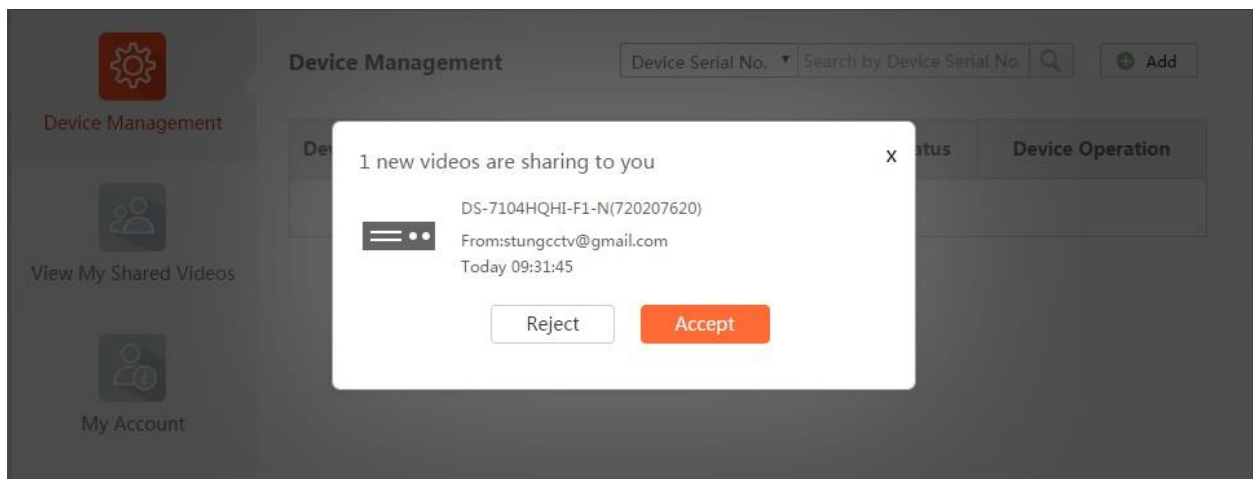 Device Management
Device Serial No. Search by Device Serial No. Add
Device Management
Dev
atus Device Operation
1 new videos are sharing to you x
DS-7104HQHI-F1-N(720207620)
From:stungcctv@gmail.com
Today 09:31:45
Reject Accept
View My Shared Videos
My Account